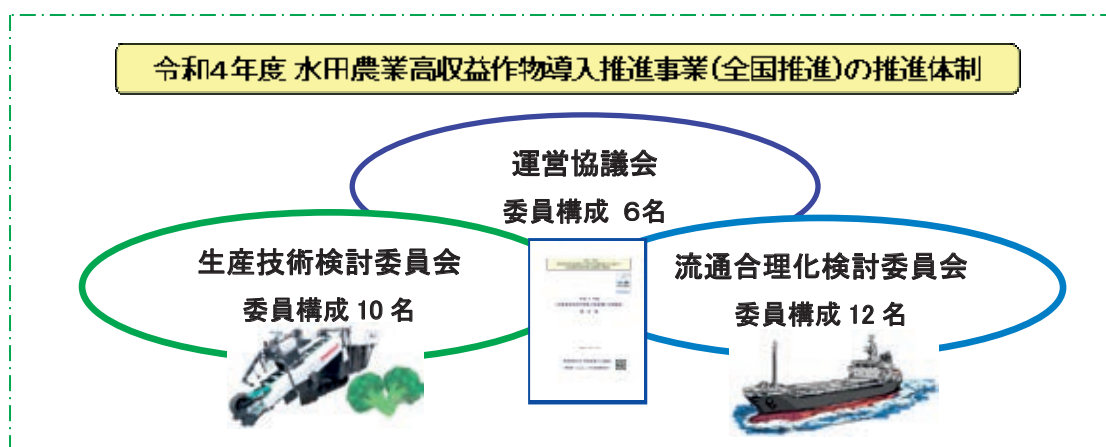 令和4年度 水田農業高収益作物導入推進事業(全国推進)の推進体制
運営協議会
委員構成 6名
生産技術検討委員会
委員構成 10 名
流通合理化検討委員会
委員構成 12 名